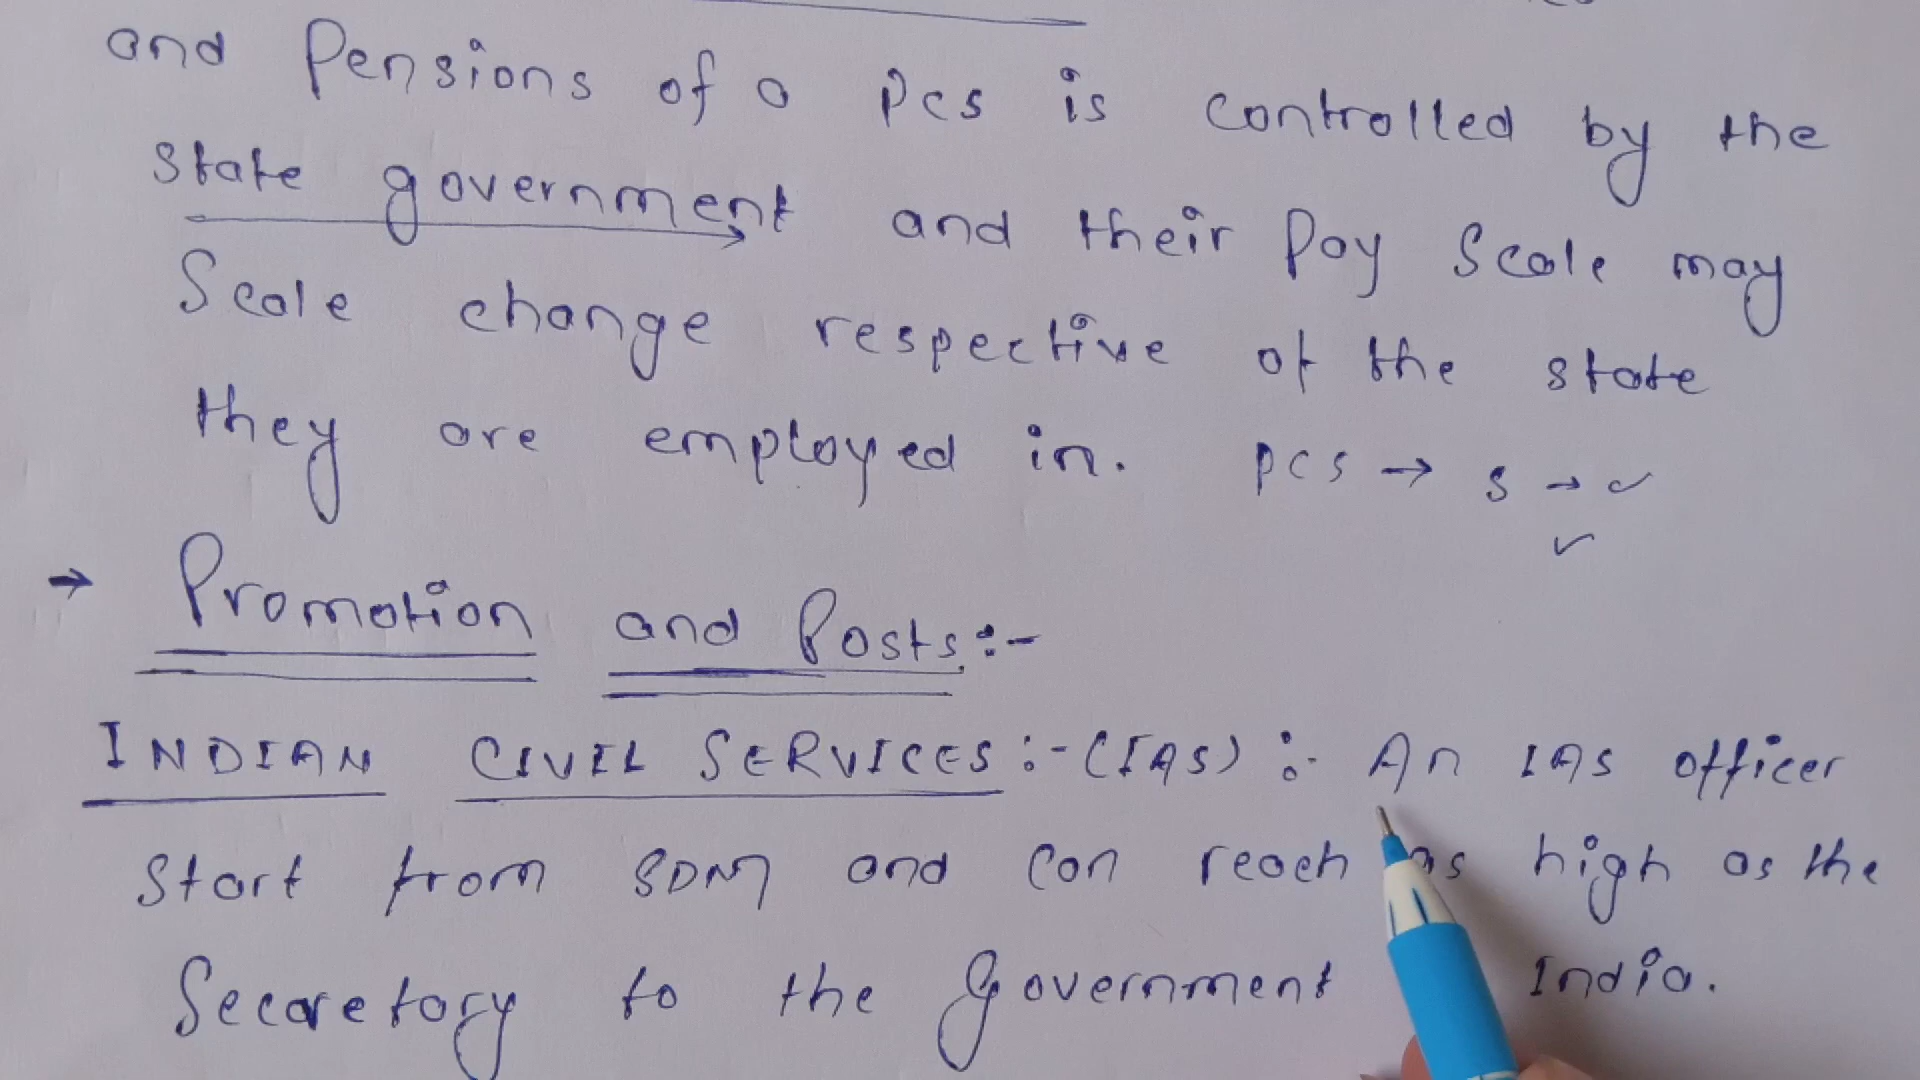 and Pensions of a Pcs is controlled by the
state government and their Pay Scale may
Scale change respective of the state
they are employed in. PCS → S → ✓
✓
→ Promotion and Posts:-
INDIAN CIVIL SERVICES :- (IAS) :- An IAS officer
Start from SDM and can reach as high as the
Secoretory to the Government India.